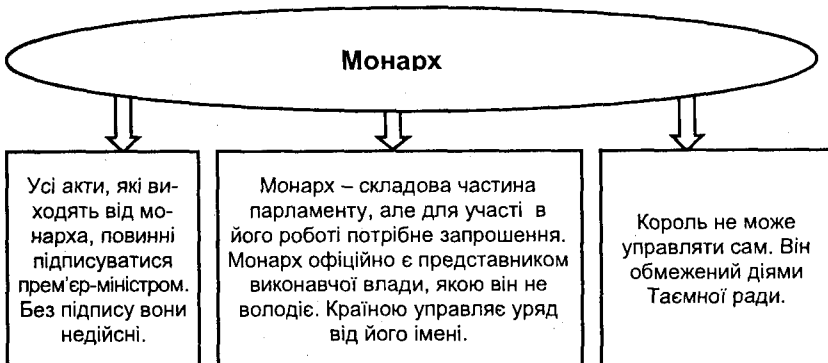 Монарх
Усі акти, які ви-
ходять від мо-
нарха, повинні
підписуватися
прем'єр-міністром.
Без підпису вони
недійсні.
Монарх – складова частина
парламенту, але для участі в
його роботі потрібне запрошення.
Монарх офіційно є представником
виконавчої влади, якою він не
володіє. Країною управляє уряд
від його імені.
Король не може
управляти сам. Він
обмежений діями
Таємної ради.